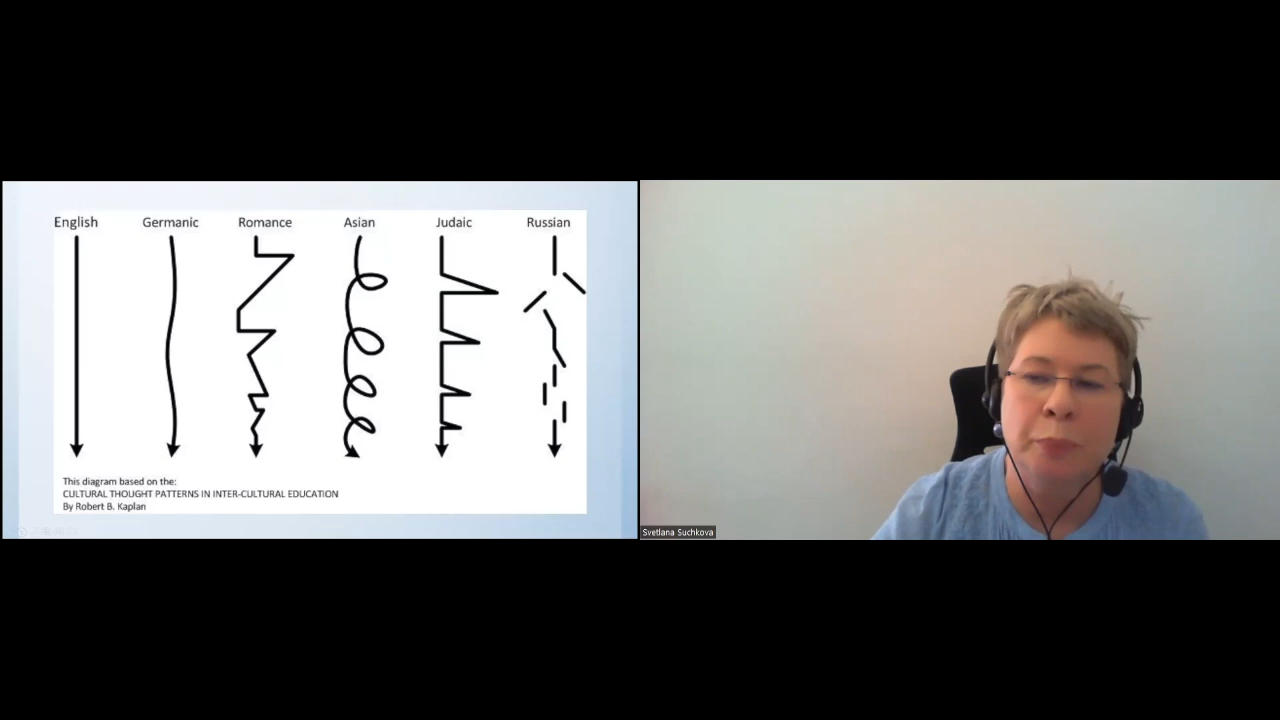 English Germanic Romance Asian Judaic Russian
This diagram based on the:
CULTURAL THOUGHT PATTERNS IN INTER-CULTURAL EDUCATION
By Robert B. Kaplan
Svetlana Suchkova